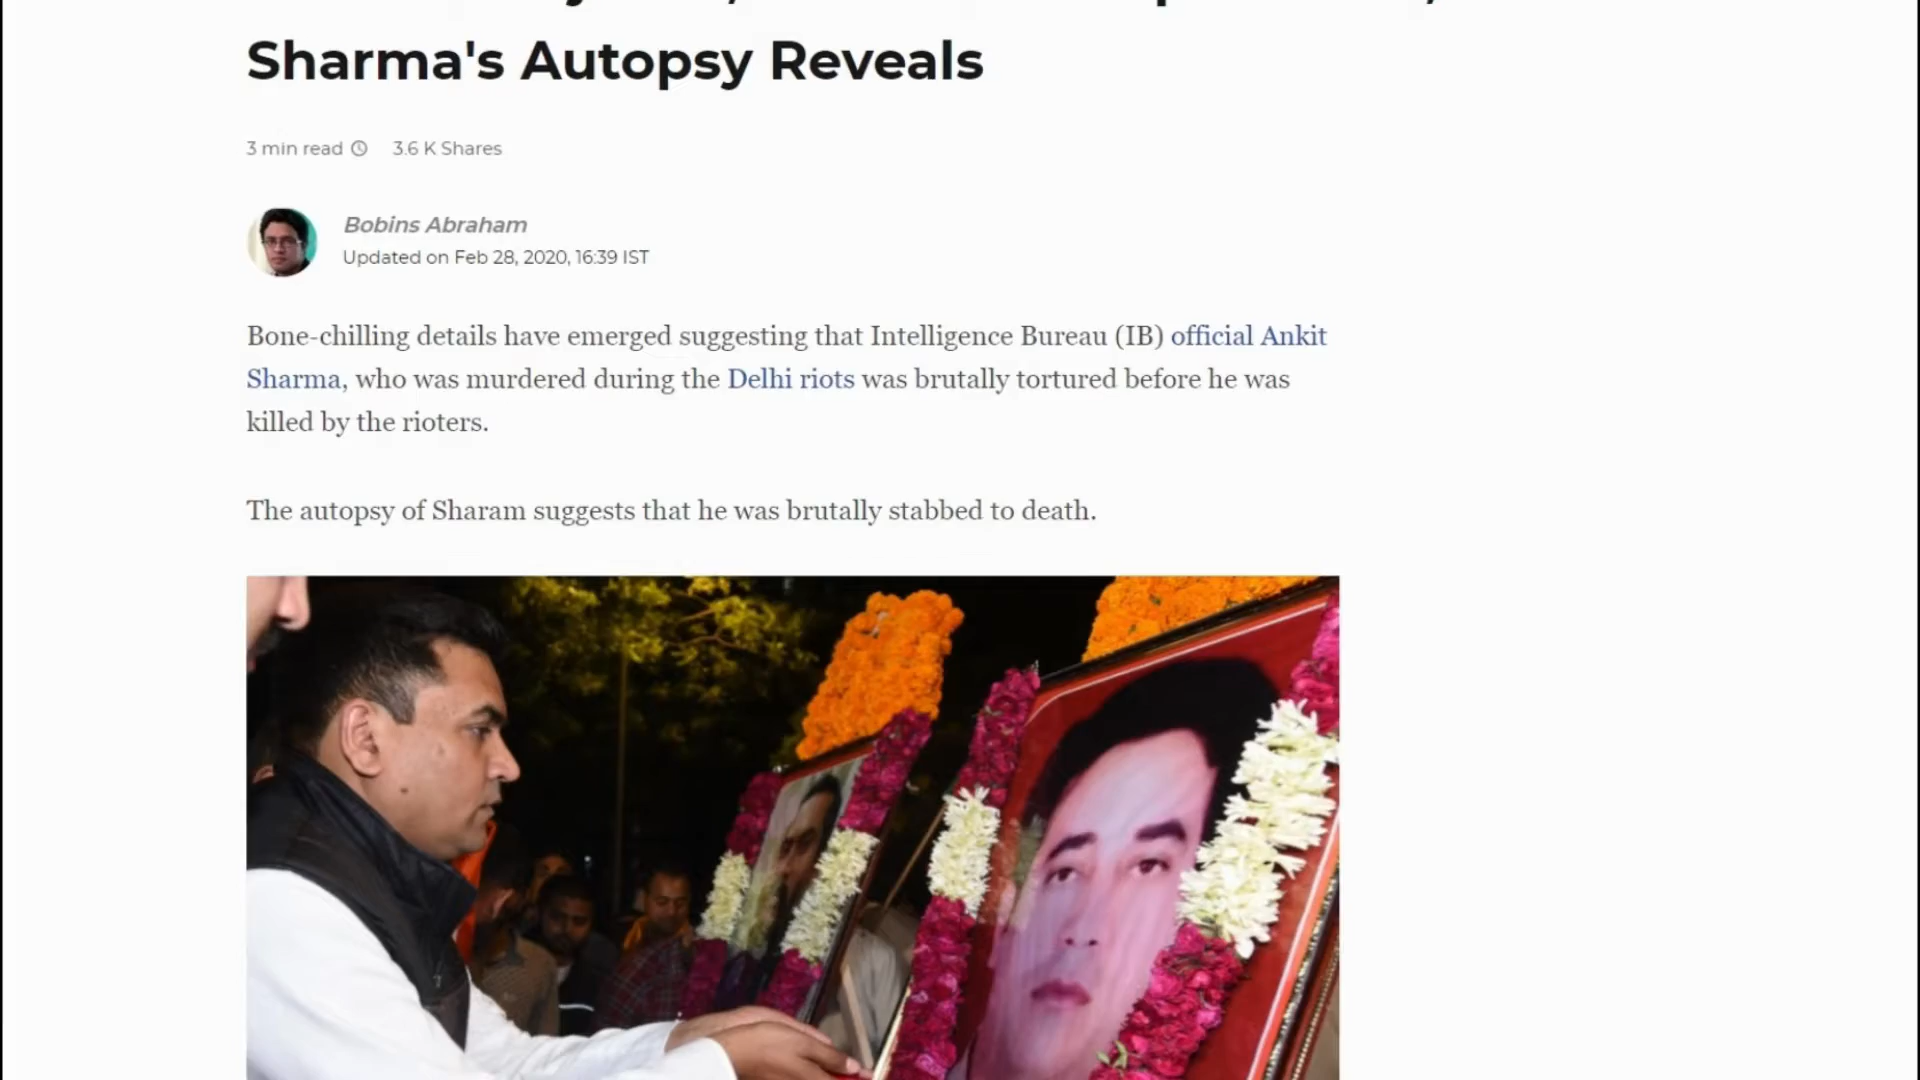 Sharma's Autopsy Reveals
3 min read 3.6 K Shares
Bobins Abraham
Updated on Feb 28, 2020, 16:39 IST
Bone-chilling details have emerged suggesting that Intelligence Bureau (IB) official Ankit
Sharma, who was murdered during the Delhi riots was brutally tortured before he was
killed by the rioters.
The autopsy of Sharam suggests that he was brutally stabbed to death.